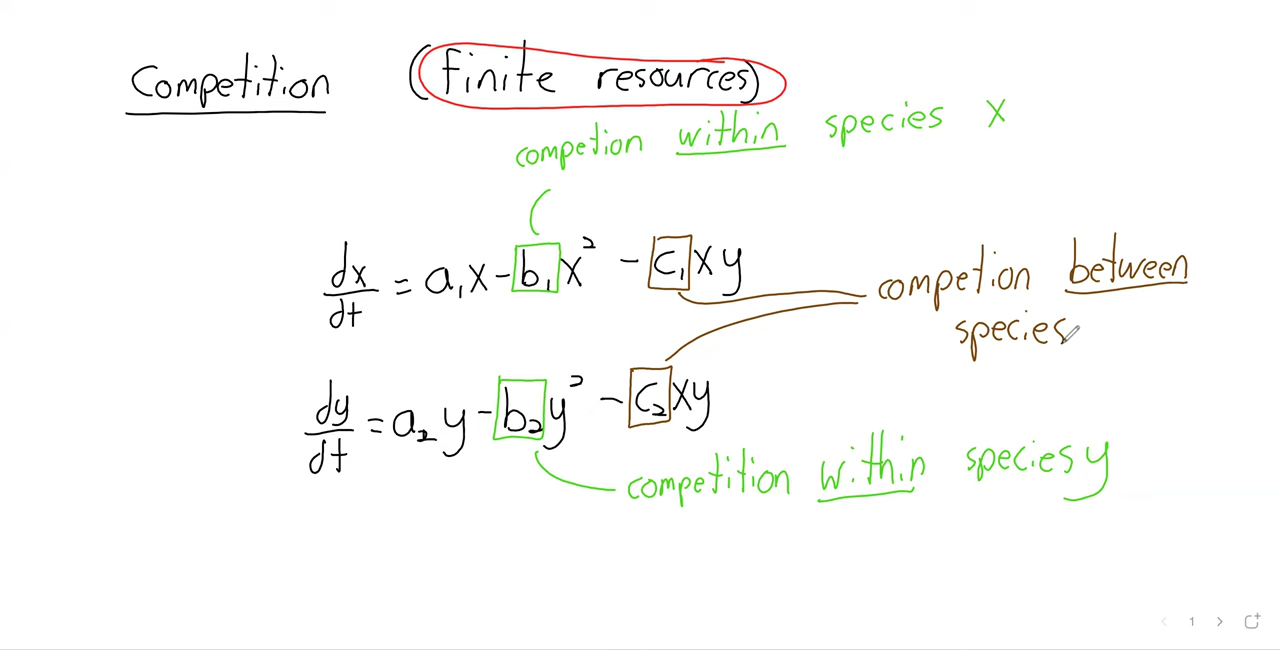 Competition (finite resources)
competion within species x
dx/dt = a₁x - b₁x² - c₁xy
competion between
species
dy/dt = a₂y - b₂y² - c₂xy
competition within species y
1